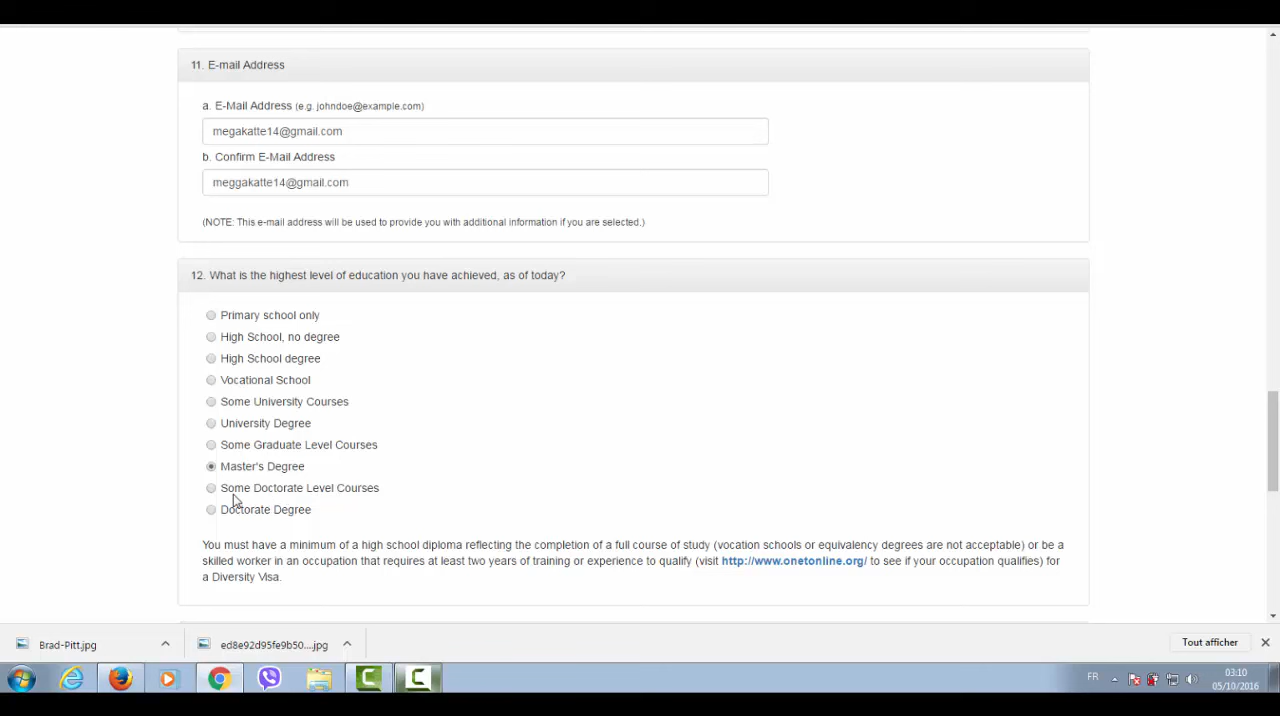 11. E-mail Address
a. E-Mail Address (e.g. johndoe@example.com)
megakatte14@gmail.com
b. Confirm E-Mail Address
meggakatte14@gmail.com
(NOTE: This e-mail address will be used to provide you with additional information if you are selected.)
12. What is the highest level of education you have achieved, as of today?
Primary school only
High School, no degree
High School degree
Vocational School
Some University Courses
University Degree
Some Graduate Level Courses
Master's Degree
Some Doctorate Level Courses
Doctorate Degree
You must have a minimum of a high school diploma reflecting the completion of a full course of study (vocation schools or equivalency degrees are not acceptable) or be a
skilled worker in an occupation that requires at least two years of training or experience to qualify (visit http://www.onetonline.org/ to see if your occupation qualifies) for
a Diversity Visa.
Brad-Pitt.jpg
ed8e92d95fe9b50....jpg
Tout afficher
FR
03:10
05/10/2016